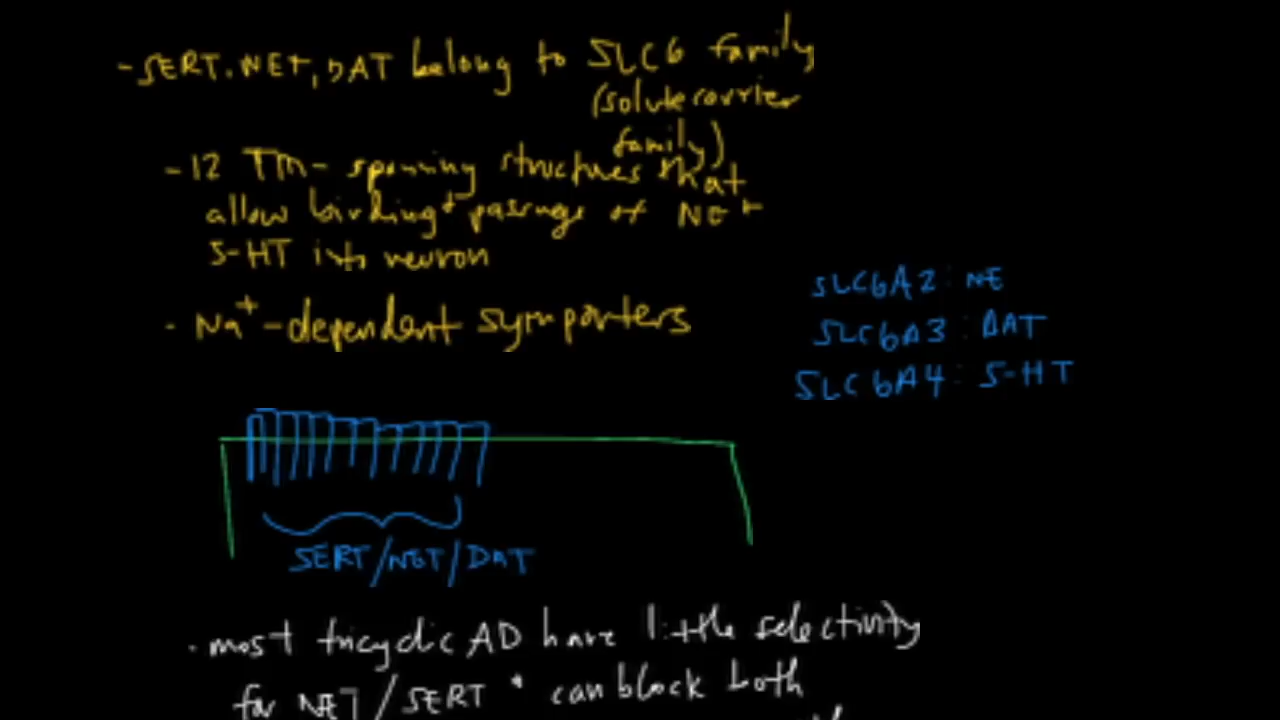 - SERT, NET, DAT belong to SLC6 family
(solute carrier
family)
- 12 TM- spanning structures that
allow binding + passage of NE +
5-HT into neuron
- Na+ -dependent symporters
SLC6A2: NE
SLC6A3: DAT
SLC6A4: 5-HT
SERT/NET/DAT
- most tricyclic AD have little selectivity
for NET/SERT * can block both